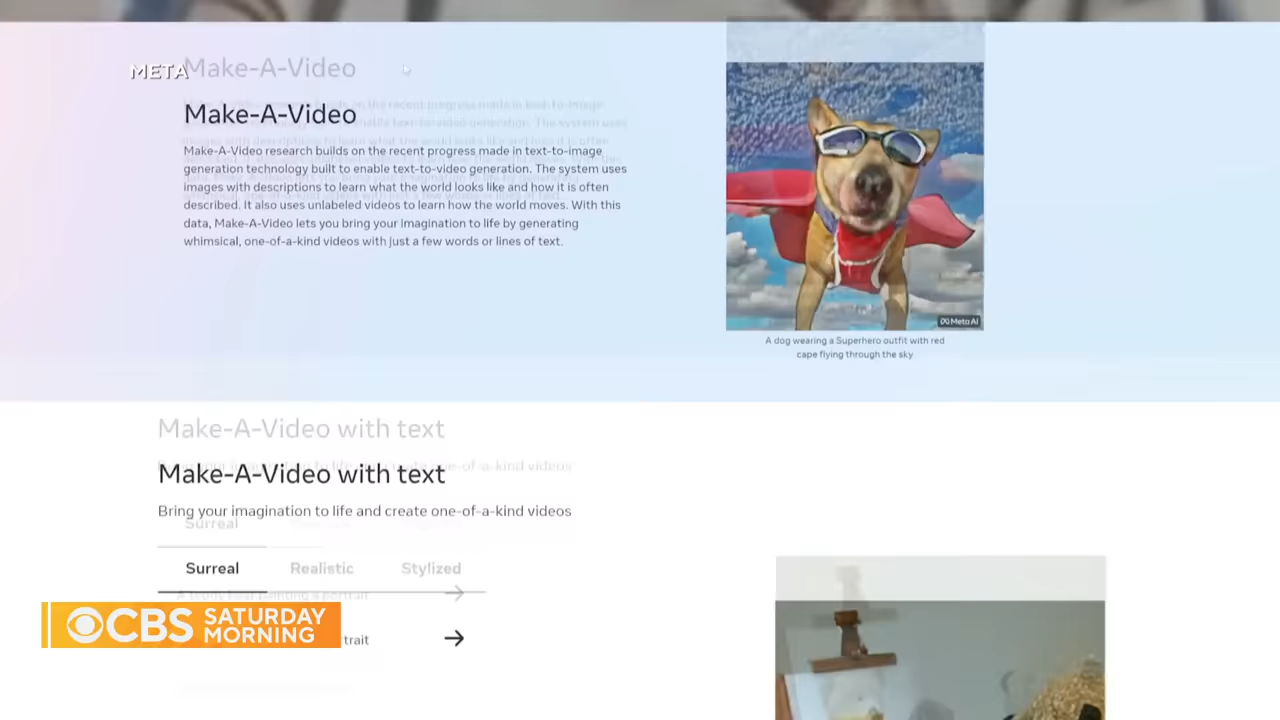 META
Make-A-Video
Make-A-Video
Make-A-Video research builds on the recent progress made in text-to-image
generation technology built to enable text-to-video generation. The system uses
images with descriptions to learn what the world looks like and how it is often
described. It also uses unlabeled videos to learn how the world moves. With this
data, Make-A-Video lets you bring your imagination to life by generating
whimsical, one-of-a-kind videos with just a few words or lines of text.
Meta AI
A dog wearing a Superhero outfit with red
cape flying through the sky
Make-A-Video with text
Make-A-Video with text
Bring your imagination to life and create one-of-a-kind videos
Surreal
Surreal Realistic Stylized
CBS SATURDAY
MORNING
trait